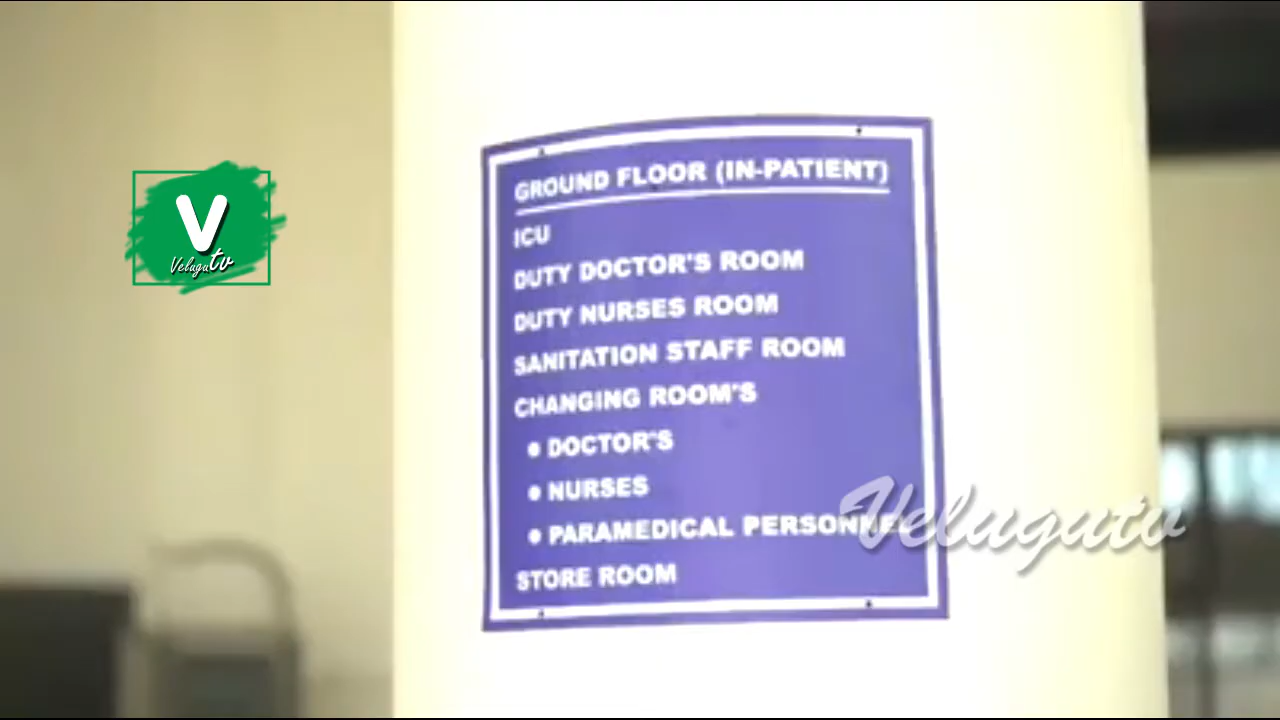 GROUND FLOOR (IN-PATIENT)
ICU
DUTY DOCTOR'S ROOM
DUTY NURSES ROOM
SANITATION STAFF ROOM
CHANGING ROOM'S
• DOCTOR'S
• NURSES
• PARAMEDICAL PERSONNEL
STORE ROOM
V
Velugutv
Velugutv